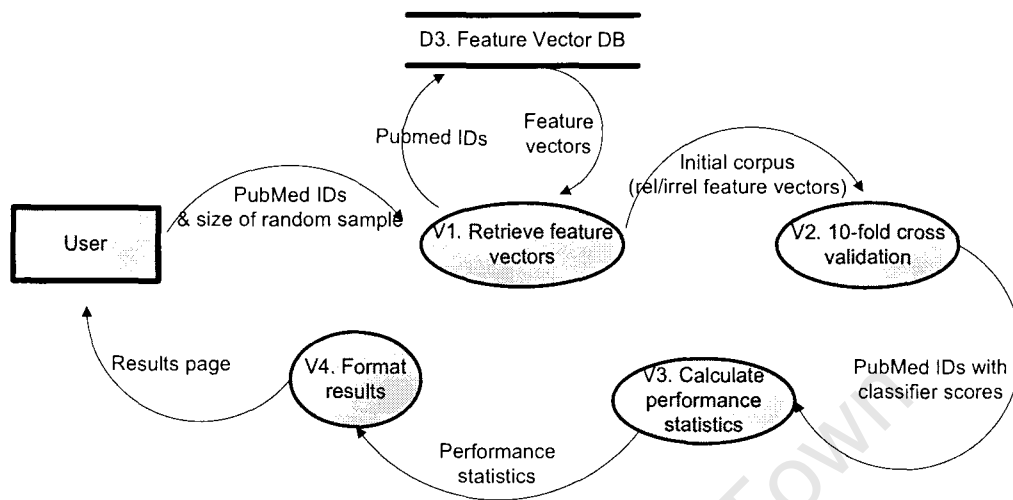 D3. Feature Vector DB
Pubmed IDs
Feature
vectors
Initial corpus
(rel/irrel feature vectors)
PubMed IDs
& size of random sample
User
V1. Retrieve feature
vectors
V2. 10-fold cross
validation
Results page
V4. Format
results
V3. Calculate
performance
statistics
PubMed IDs with
classifier scores
Performance
statistics
Town